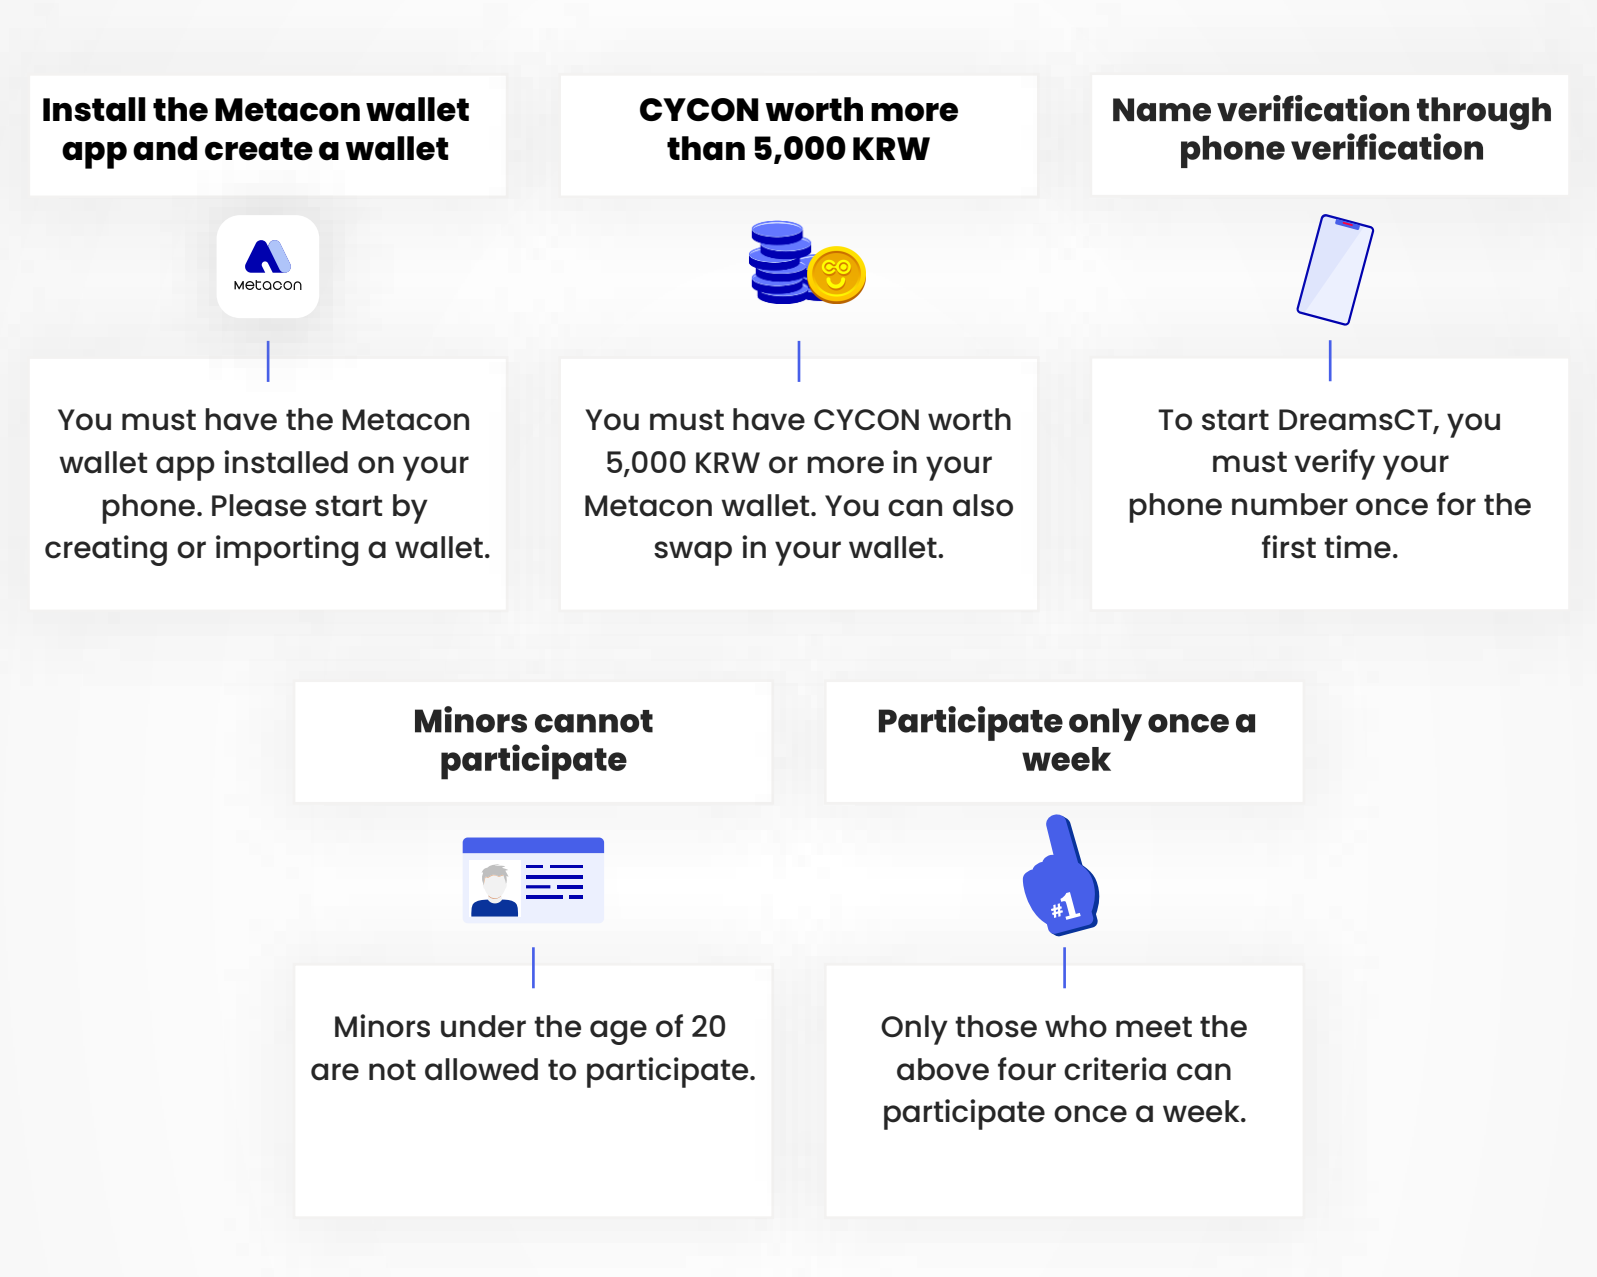 Install the Metacon wallet
app and create a wallet
CYCON worth more
than 5,000 KRW
Name verification through
phone verification
Metacon
You must have the Metacon
wallet app installed on your
phone. Please start by
creating or importing a wallet.
You must have CYCON worth
5,000 KRW or more in your
Metacon wallet. You can also
swap in your wallet.
To start DreamsCT, you
must verify your
phone number once for the
first time.
Minors cannot
participate
Participate only once a
week
#1
Minors under the age of 20
are not allowed to participate.
Only those who meet the
above four criteria can
participate once a week.